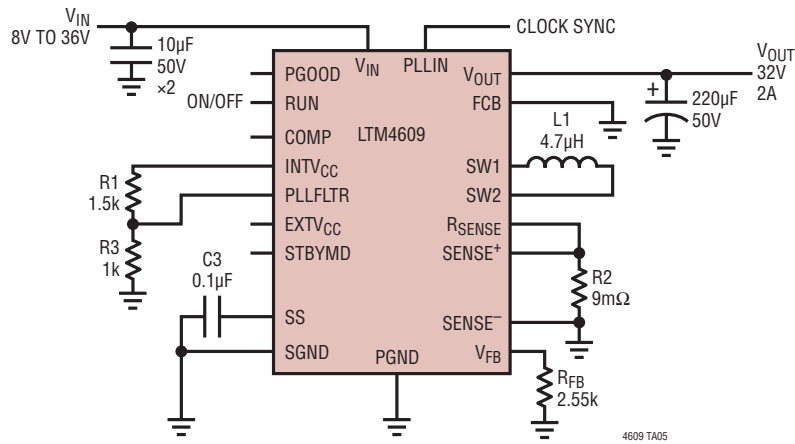 VIN
8V TO 36V
10µF
50V
×2
CLOCK SYNC
VOUT
32V
2A
220µF
50V
+
ON/OFF
PGOOD
RUN
COMP
INTVCC
PLLFLTR
EXTVCC
STBYMD
SS
SGND
VIN
PLLIN
LTM4609
PGND
VOUT
FCB
SW1
SW2
RSENSE
SENSE+
SENSE–
VFB
L1
4.7µH
R1
1.5k
R3
1k
C3
0.1µF
R2
9mΩ
RFB
2.55k
4609 TA05